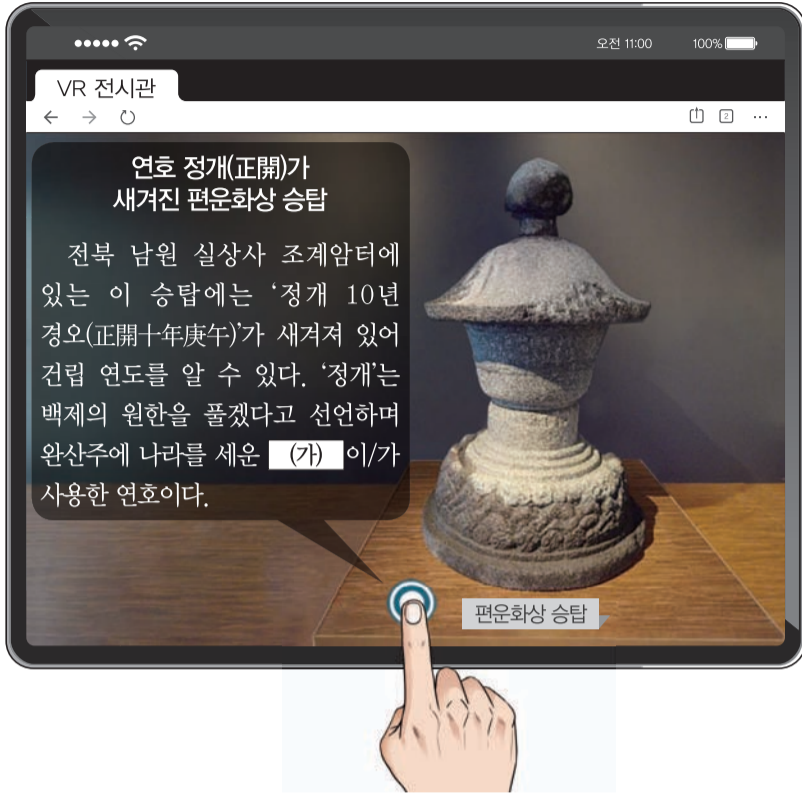 오전 11:00 100%
VR 전시관
2
연호 정개(正開)가
새겨진 편운화상 승탑
전북 남원 실상사 조계암터에
있는 이 승탑에는 ‘정개 10년
경오(正開十年庚午)’가 새겨져 있어
건립 연도를 알 수 있다. ‘정개’는
백제의 원한을 풀겠다고 선언하며
완산주에 나라를 세운 (가) 이/가
사용한 연호이다.
편운화상 승탑